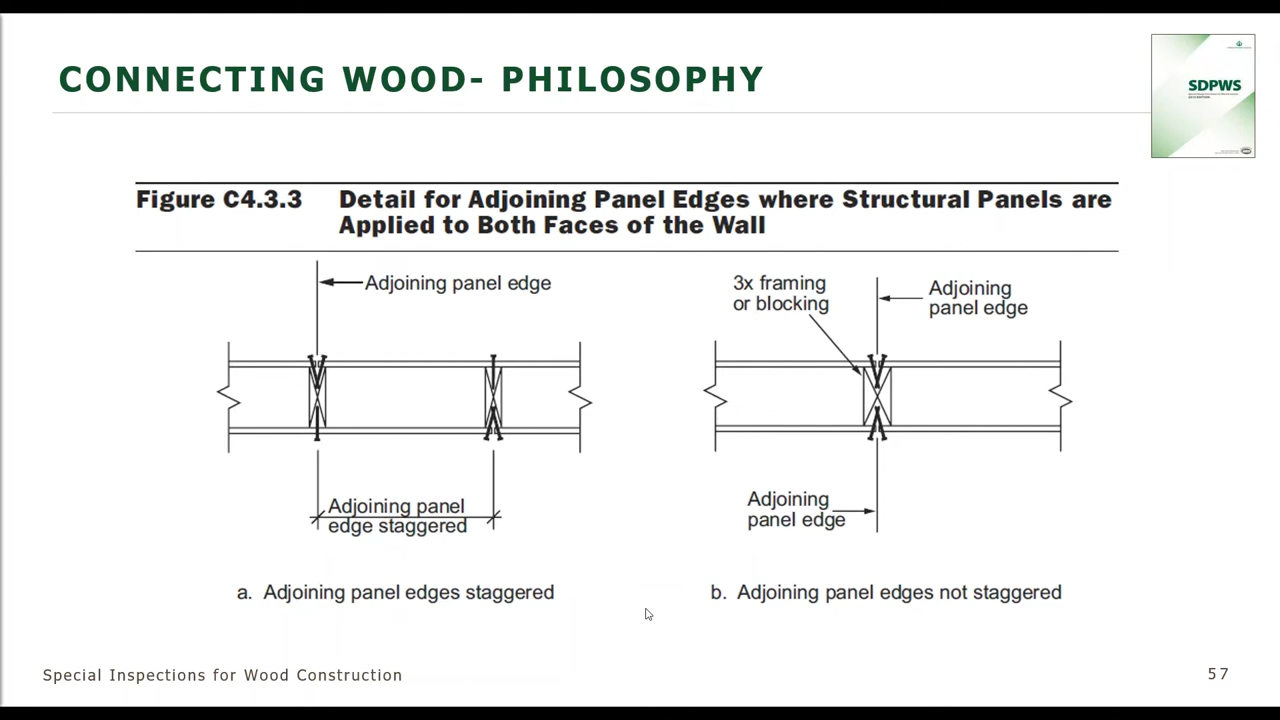 CONNECTING WOOD- PHILOSOPHY
SDPWS
Figure C4.3.3 Detail for Adjoining Panel Edges where Structural Panels are
Applied to Both Faces of the Wall
Adjoining panel edge
3x framing
or blocking
Adjoining
panel edge
Adjoining panel
edge staggered
Adjoining
panel edge
a. Adjoining panel edges staggered
b. Adjoining panel edges not staggered
Special Inspections for Wood Construction
57